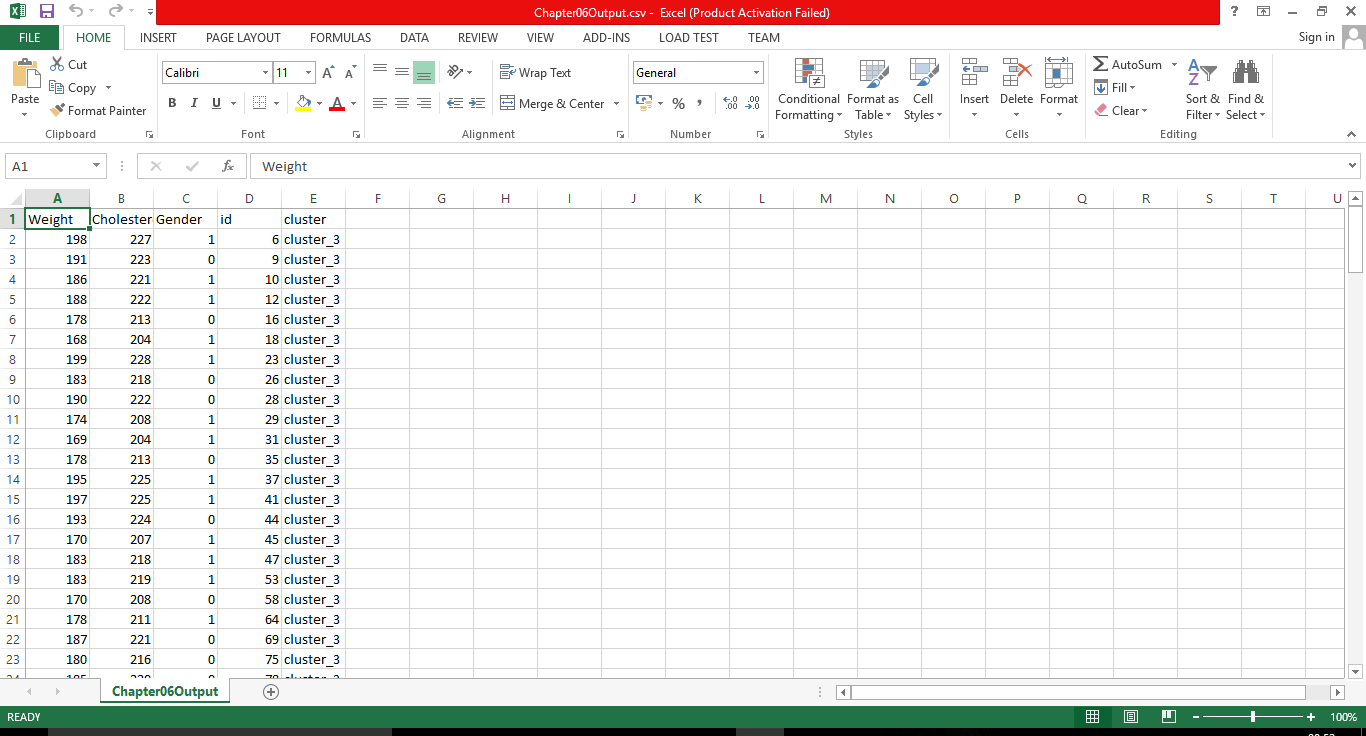 Chapter06Output.csv - Excel (Product Activation Failed)
FILE HOME INSERT PAGE LAYOUT FORMULAS DATA REVIEW VIEW ADD-INS LOAD TEST TEAM Sign in
Paste
Cut
Copy
Format Painter
Clipboard
Calibri 11
B I U
Font
Wrap Text
Merge & Center
Alignment
General
Number
Conditional Formatting
Format as Table
Cell Styles
Styles
Insert
Delete
Format
Cells
AutoSum
Fill
Clear
Sort & Filter
Find & Select
Editing
A1 fx Weight
A B C D E F G H I J K L M N O P Q R S T U
1 Weight Cholester Gender id cluster
2 198 227 1 6 cluster_3
3 191 223 0 9 cluster_3
4 186 221 1 10 cluster_3
5 188 222 1 12 cluster_3
6 178 213 0 16 cluster_3
7 168 204 1 18 cluster_3
8 199 228 1 23 cluster_3
9 183 218 0 26 cluster_3
10 190 222 0 28 cluster_3
11 174 208 1 29 cluster_3
12 169 204 1 31 cluster_3
13 178 213 0 35 cluster_3
14 195 225 1 37 cluster_3
15 197 225 1 41 cluster_3
16 193 224 0 44 cluster_3
17 170 207 1 45 cluster_3
18 183 218 1 47 cluster_3
19 183 219 1 53 cluster_3
20 170 208 0 58 cluster_3
21 178 211 1 64 cluster_3
22 187 221 0 69 cluster_3
23 180 216 0 75 cluster_3
Chapter06Output
READY 100%